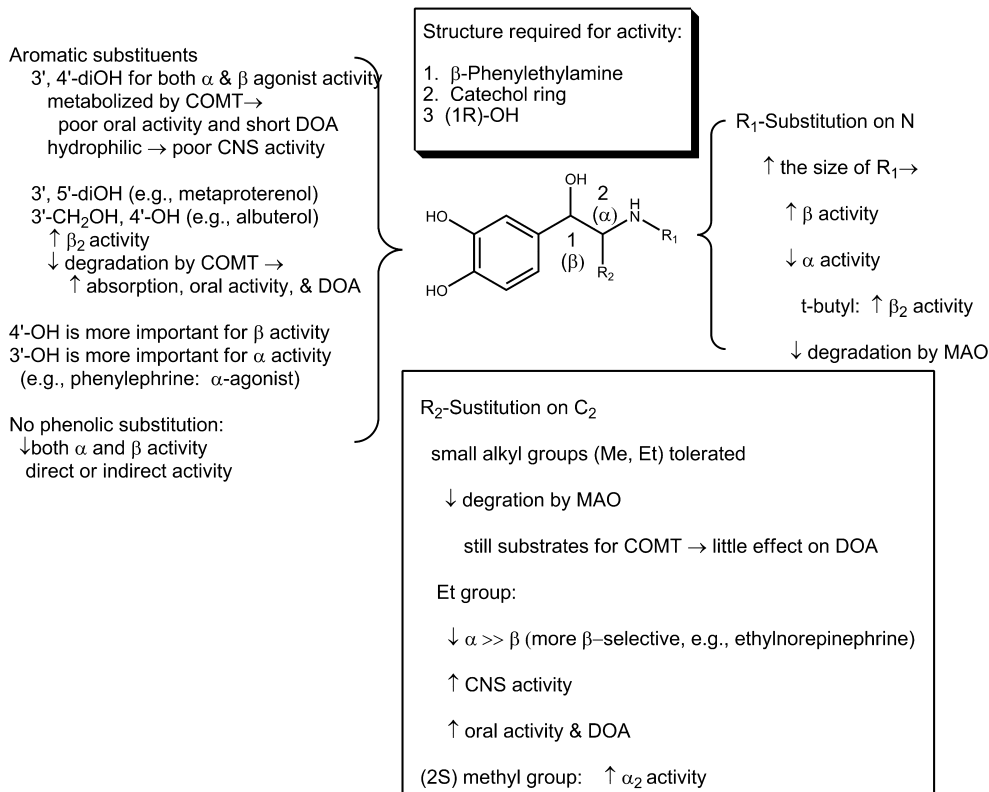 Structure required for activity:
1. β-Phenylethylamine
2. Catechol ring
3 (1R)-OH
Aromatic substituents
3', 4'-diOH for both α & β agonist activity
metabolized by COMT→
poor oral activity and short DOA
hydrophilic → poor CNS activity
3', 5'-diOH (e.g., metaproterenol)
3'-CH₂OH, 4'-OH (e.g., albuterol)
↑ β₂ activity
↓ degradation by COMT →
↑ absorption, oral activity, & DOA
4'-OH is more important for β activity
3'-OH is more important for α activity
(e.g., phenylephrine: α-agonist)
No phenolic substitution:
↓both α and β activity
direct or indirect activity
OH
2
(α)
H
N
R₁
HO
1
(β)
R₂
HO
R₁-Substitution on N
↑ the size of R₁→
↑ β activity
↓ α activity
t-butyl: ↑ β₂ activity
↓ degradation by MAO
R₂-Sustitution on C₂
small alkyl groups (Me, Et) tolerated
↓ degration by MAO
still substrates for COMT → little effect on DOA
Et group:
↓ α >> β (more β–selective, e.g., ethylnorepinephrine)
↑ CNS activity
↑ oral activity & DOA
(2S) methyl group: ↑ α₂ activity